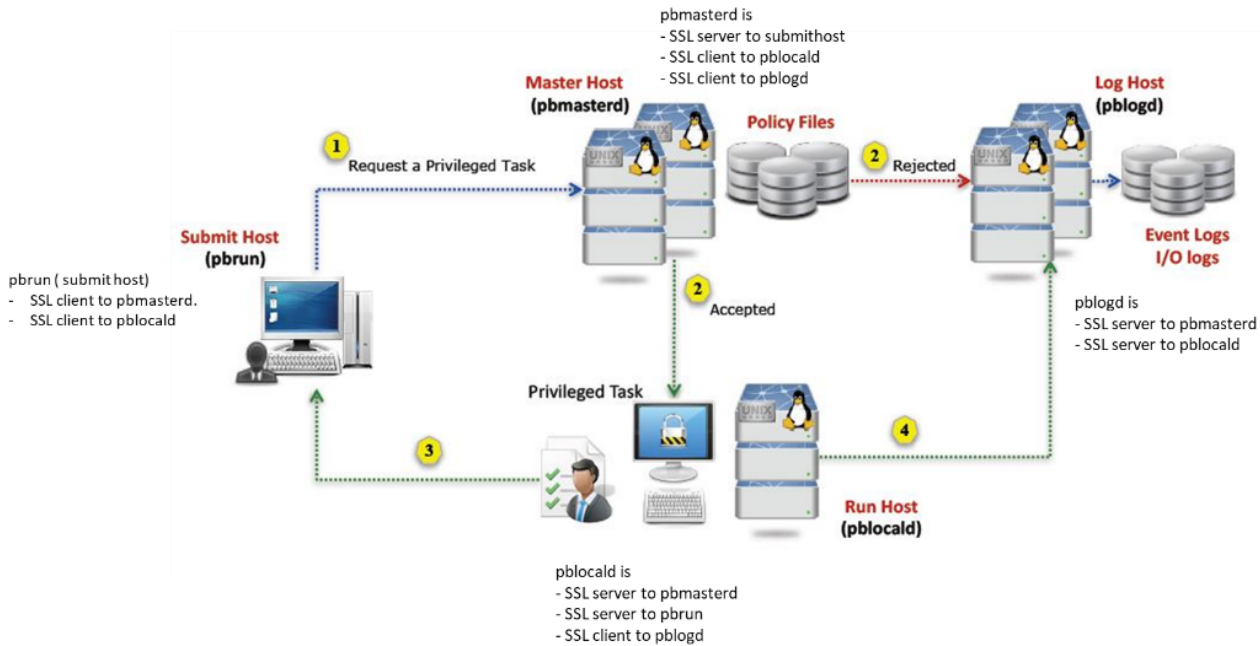 pbmasterd is
- SSL server to submithost
- SSL client to pblocald
- SSL client to pblogd
Master Host
(pbmasterd)
Log Host
(pblogd)
Policy Files
UNIX
UNIX
1
Request a Privileged Task
2
Rejected
Submit Host
(pbrun)
Event Logs
I/O logs
pbrun ( submit host)
- SSL client to pbmasterd.
- SSL client to pblocald
2
Accepted
pblogd is
- SSL server to pbmasterd
- SSL server to pblocald
Privileged Task
UNIX
3
4
Run Host
(pblocald)
pblocald is
- SSL server to pbmasterd
- SSL server to pbrun
- SSL client to pblogd